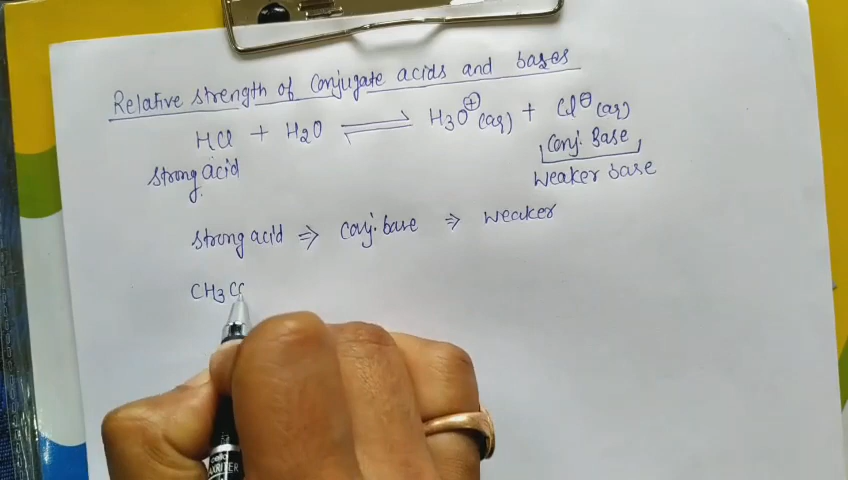 Relative strength of Conjugate acids and bases
HCl + H2O ⇌ H3O⊕(aq) + Cl⊖(aq)
Conj. Base
strong acid
Weaker base
strong acid ⇒ Conj. base ⇒ Weaker
CH3C
cello